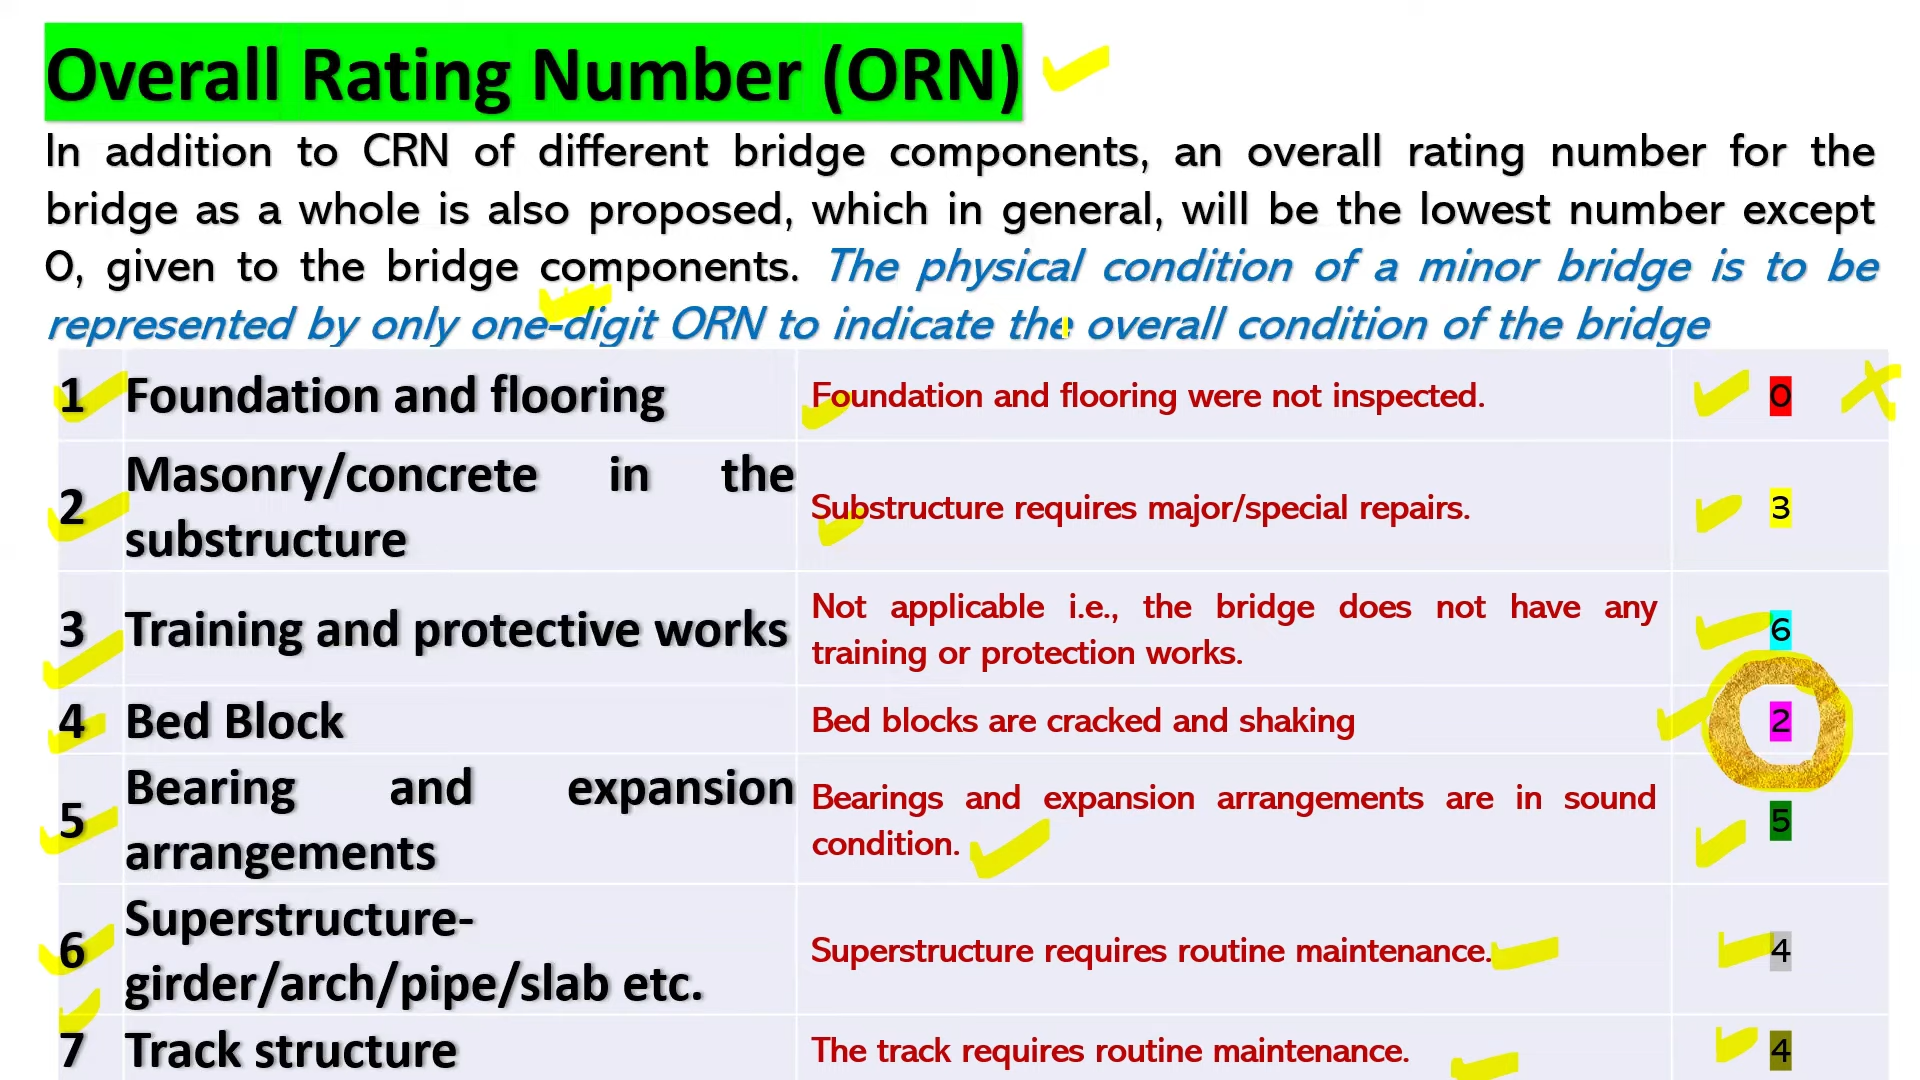 Overall Rating Number (ORN)
In addition to CRN of different bridge components, an overall rating number for the
bridge as a whole is also proposed, which in general, will be the lowest number except
0, given to the bridge components. The physical condition of a minor bridge is to be
represented by only one-digit ORN to indicate the overall condition of the bridge
1 Foundation and flooring Foundation and flooring were not inspected. 0
2 Masonry/concrete in the
substructure Substructure requires major/special repairs. 3
3 Training and protective works Not applicable i.e., the bridge does not have any
training or protection works. 6
4 Bed Block Bed blocks are cracked and shaking 2
5 Bearing and expansion
arrangements Bearings and expansion arrangements are in sound
condition. 5
6 Superstructure-
girder/arch/pipe/slab etc. Superstructure requires routine maintenance. 4
7 Track structure The track requires routine maintenance. 4